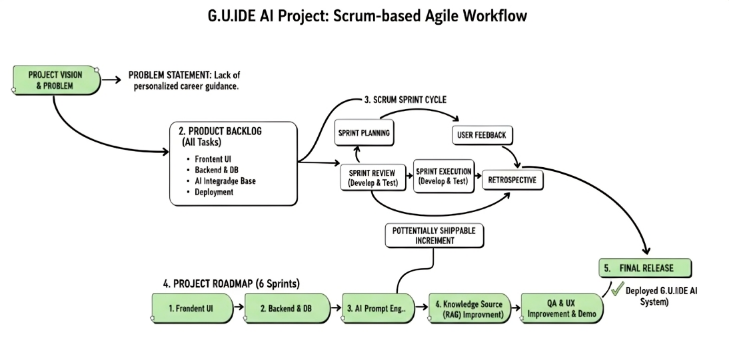 G.U.IDE AI Project: Scrum-based Agile Workflow
PROJECT VISION
& PROBLEM
PROBLEM STATEMENT: Lack of
personalized career guidance.
2. PRODUCT BACKLOG
(All Tasks)
• Frontent UI
• Backend & DB
• AI Integradge Base
• Deployment
3. SCRUM SPRINT CYCLE
SPRINT PLANNING
USER FEEDBACK
SPRINT REVIEW
(Develop & Test)
SPRINT EXECUTION
(Develop & Test)
RETROSPECTIVE
POTTENTIALLY SHIPPABLE
INCREIMENT
5. FINAL RELEASE
Deployed G.U.IDE AI
System)
4. PROJECT ROADMAP (6 Sprints)
1. Frondent UI
2. Backend & DB
3. AI Prompt Eng..
4. Knowledge Source
(RAG) Improvnent)
QA & UX
Improvement & Demo